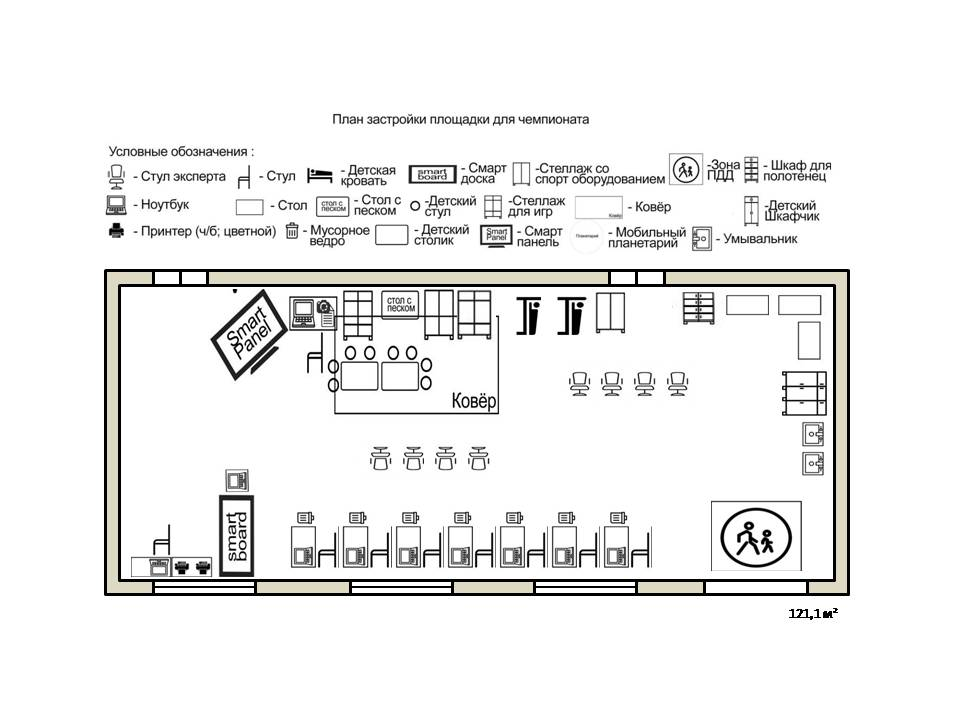 План застройки площадки для чемпионата
Условные обозначения :
- Стул эксперта
- Стул
- Детская
кровать
smart
board
- Смарт
доска
-Стеллаж со
спорт оборудованием
-Зона
ПДД
- Шкаф для
полотенец
- Ноутбук
- Стол
стол с
песком
- Стол с
песком
-Детский
стул
-Стеллаж
для игр
Ковёр
- Ковёр
-Детский
Шкафчик
- Принтер (ч/б; цветной)
- Мусорное
ведро
- Детский
столик
Smart
Panel
- Смарт
панель
Планетарий
- Мобильный
планетарий
- Умывальник
Smart
Panel
стол с
песком
Ковёр
smart
board
121,1 м²